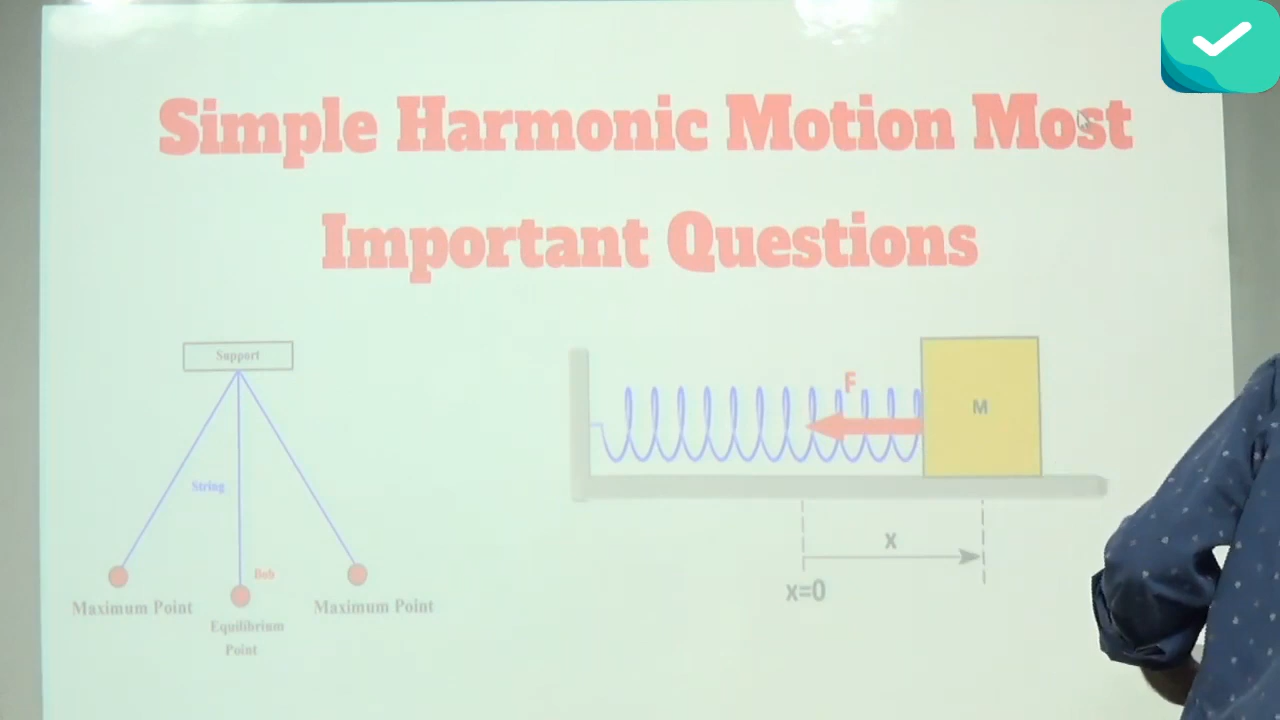 Simple Harmonic Motion Most
Important Questions
Support
String
Bob
Maximum Point
Maximum Point
Equilibrium
Point
F
M
x
x=0